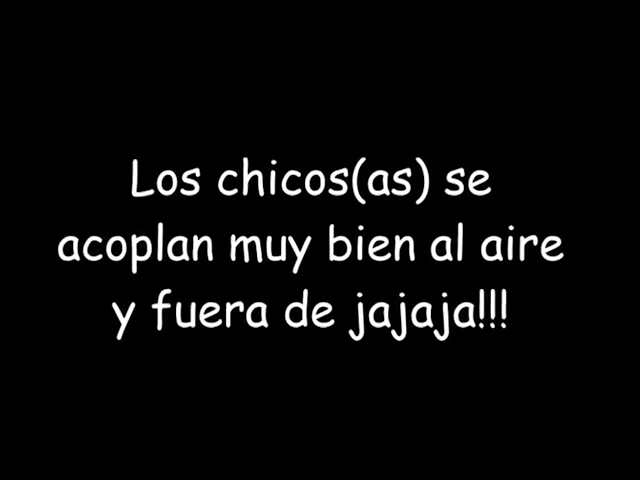 Los chicos(as) se
acoplan muy bien al aire
y fuera de jajaja!!!